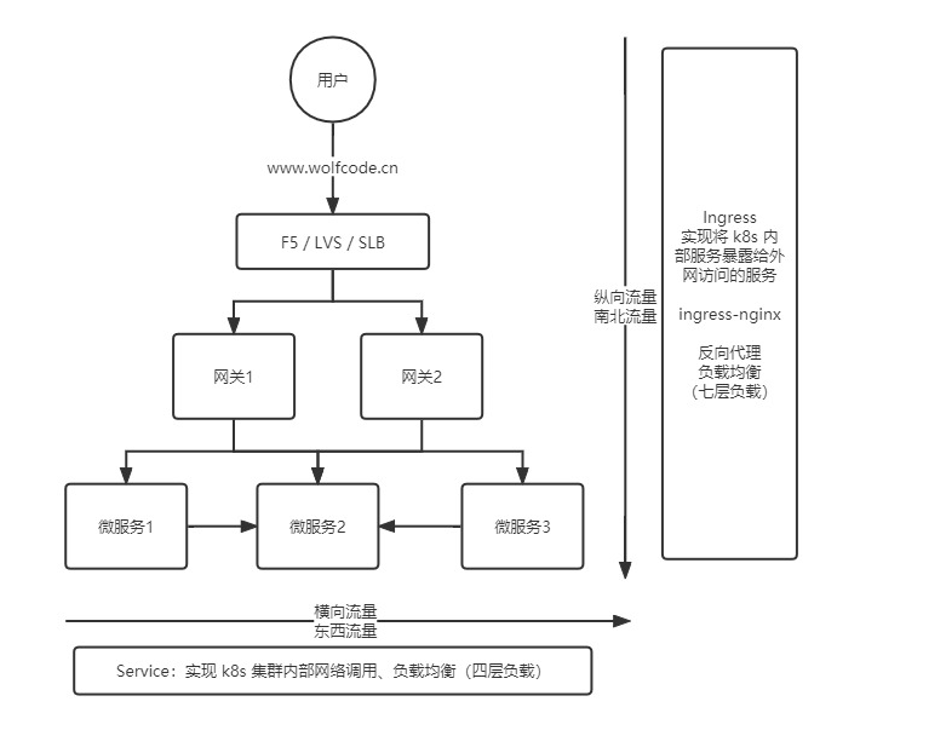 用户
www.wolfcode.cn
F5 / LVS / SLB
网关1
网关2
微服务1
微服务2
微服务3
纵向流量
南北流量
Ingress
实现将 k8s 内
部服务暴露给外
网访问的服务
ingress-nginx
反向代理
负载均衡
（七层负载）
横向流量
东西流量
Service：实现 k8s 集群内部网络调用、负载均衡（四层负载）